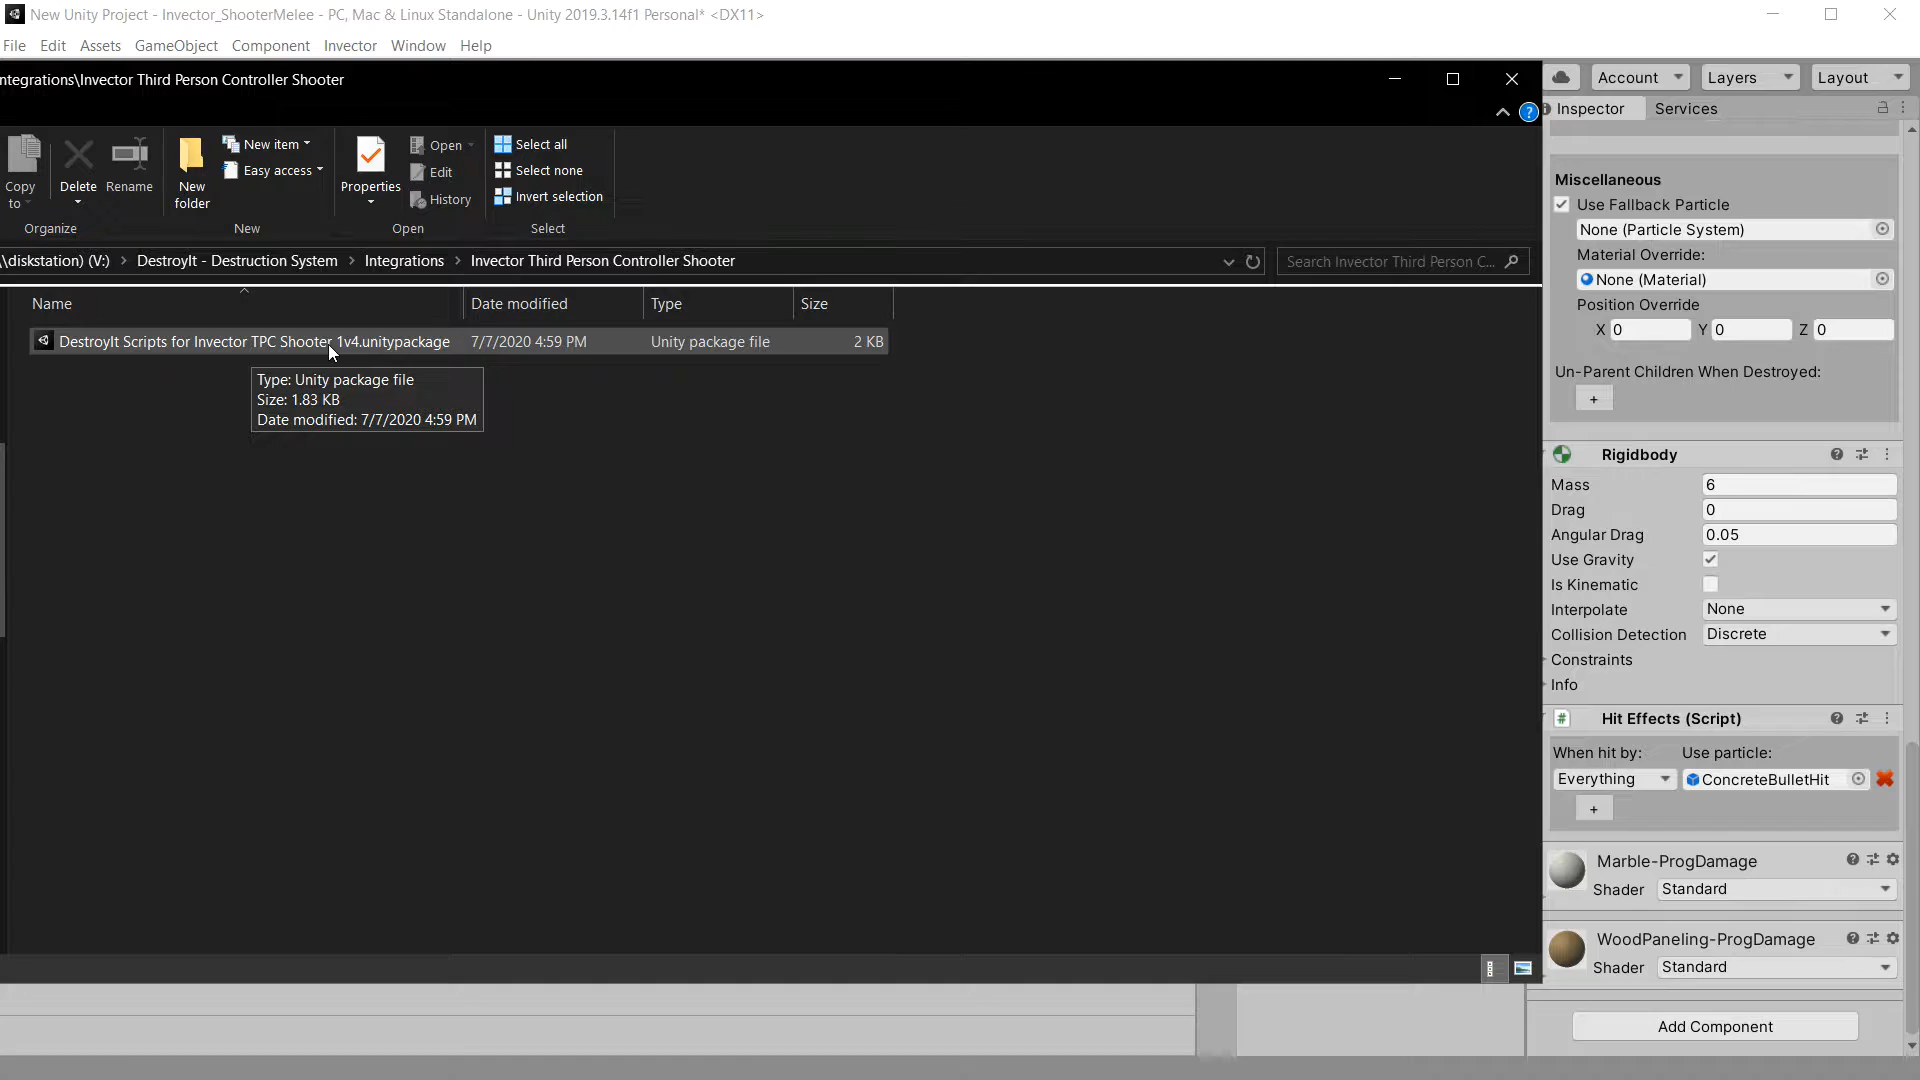 New Unity Project - Invector_ShooterMelee - PC, Mac & Linux Standalone - Unity 2019.3.14f1 Personal* <DX11>
File Edit Assets GameObject Component Invector Window Help
ntegrations\Invector Third Person Controller Shooter
Account Layers Layout
Inspector Services
Copy to
Delete
Rename
New folder
New item
Easy access
Properties
Open
Edit
History
Select all
Select none
Invert selection
Organize New Open Select
\\diskstation) (V:) > DestroyIt - Destruction System > Integrations > Invector Third Person Controller Shooter
Search Invector Third Person C...
Name Date modified Type Size
DestroyIt Scripts for Invector TPC Shooter 1v4.unitypackage 7/7/2020 4:59 PM Unity package file 2 KB
Type: Unity package file
Size: 1.83 KB
Date modified: 7/7/2020 4:59 PM
Miscellaneous
Use Fallback Particle
None (Particle System)
Material Override:
None (Material)
Position Override
X 0 Y 0 Z 0
Un-Parent Children When Destroyed:
+
Rigidbody
Mass 6
Drag 0
Angular Drag 0.05
Use Gravity
Is Kinematic
Interpolate None
Collision Detection Discrete
Constraints
Info
# Hit Effects (Script)
When hit by: Use particle:
Everything ConcreteBulletHit
+
Marble-ProgDamage
Shader Standard
WoodPaneling-ProgDamage
Shader Standard
Add Component